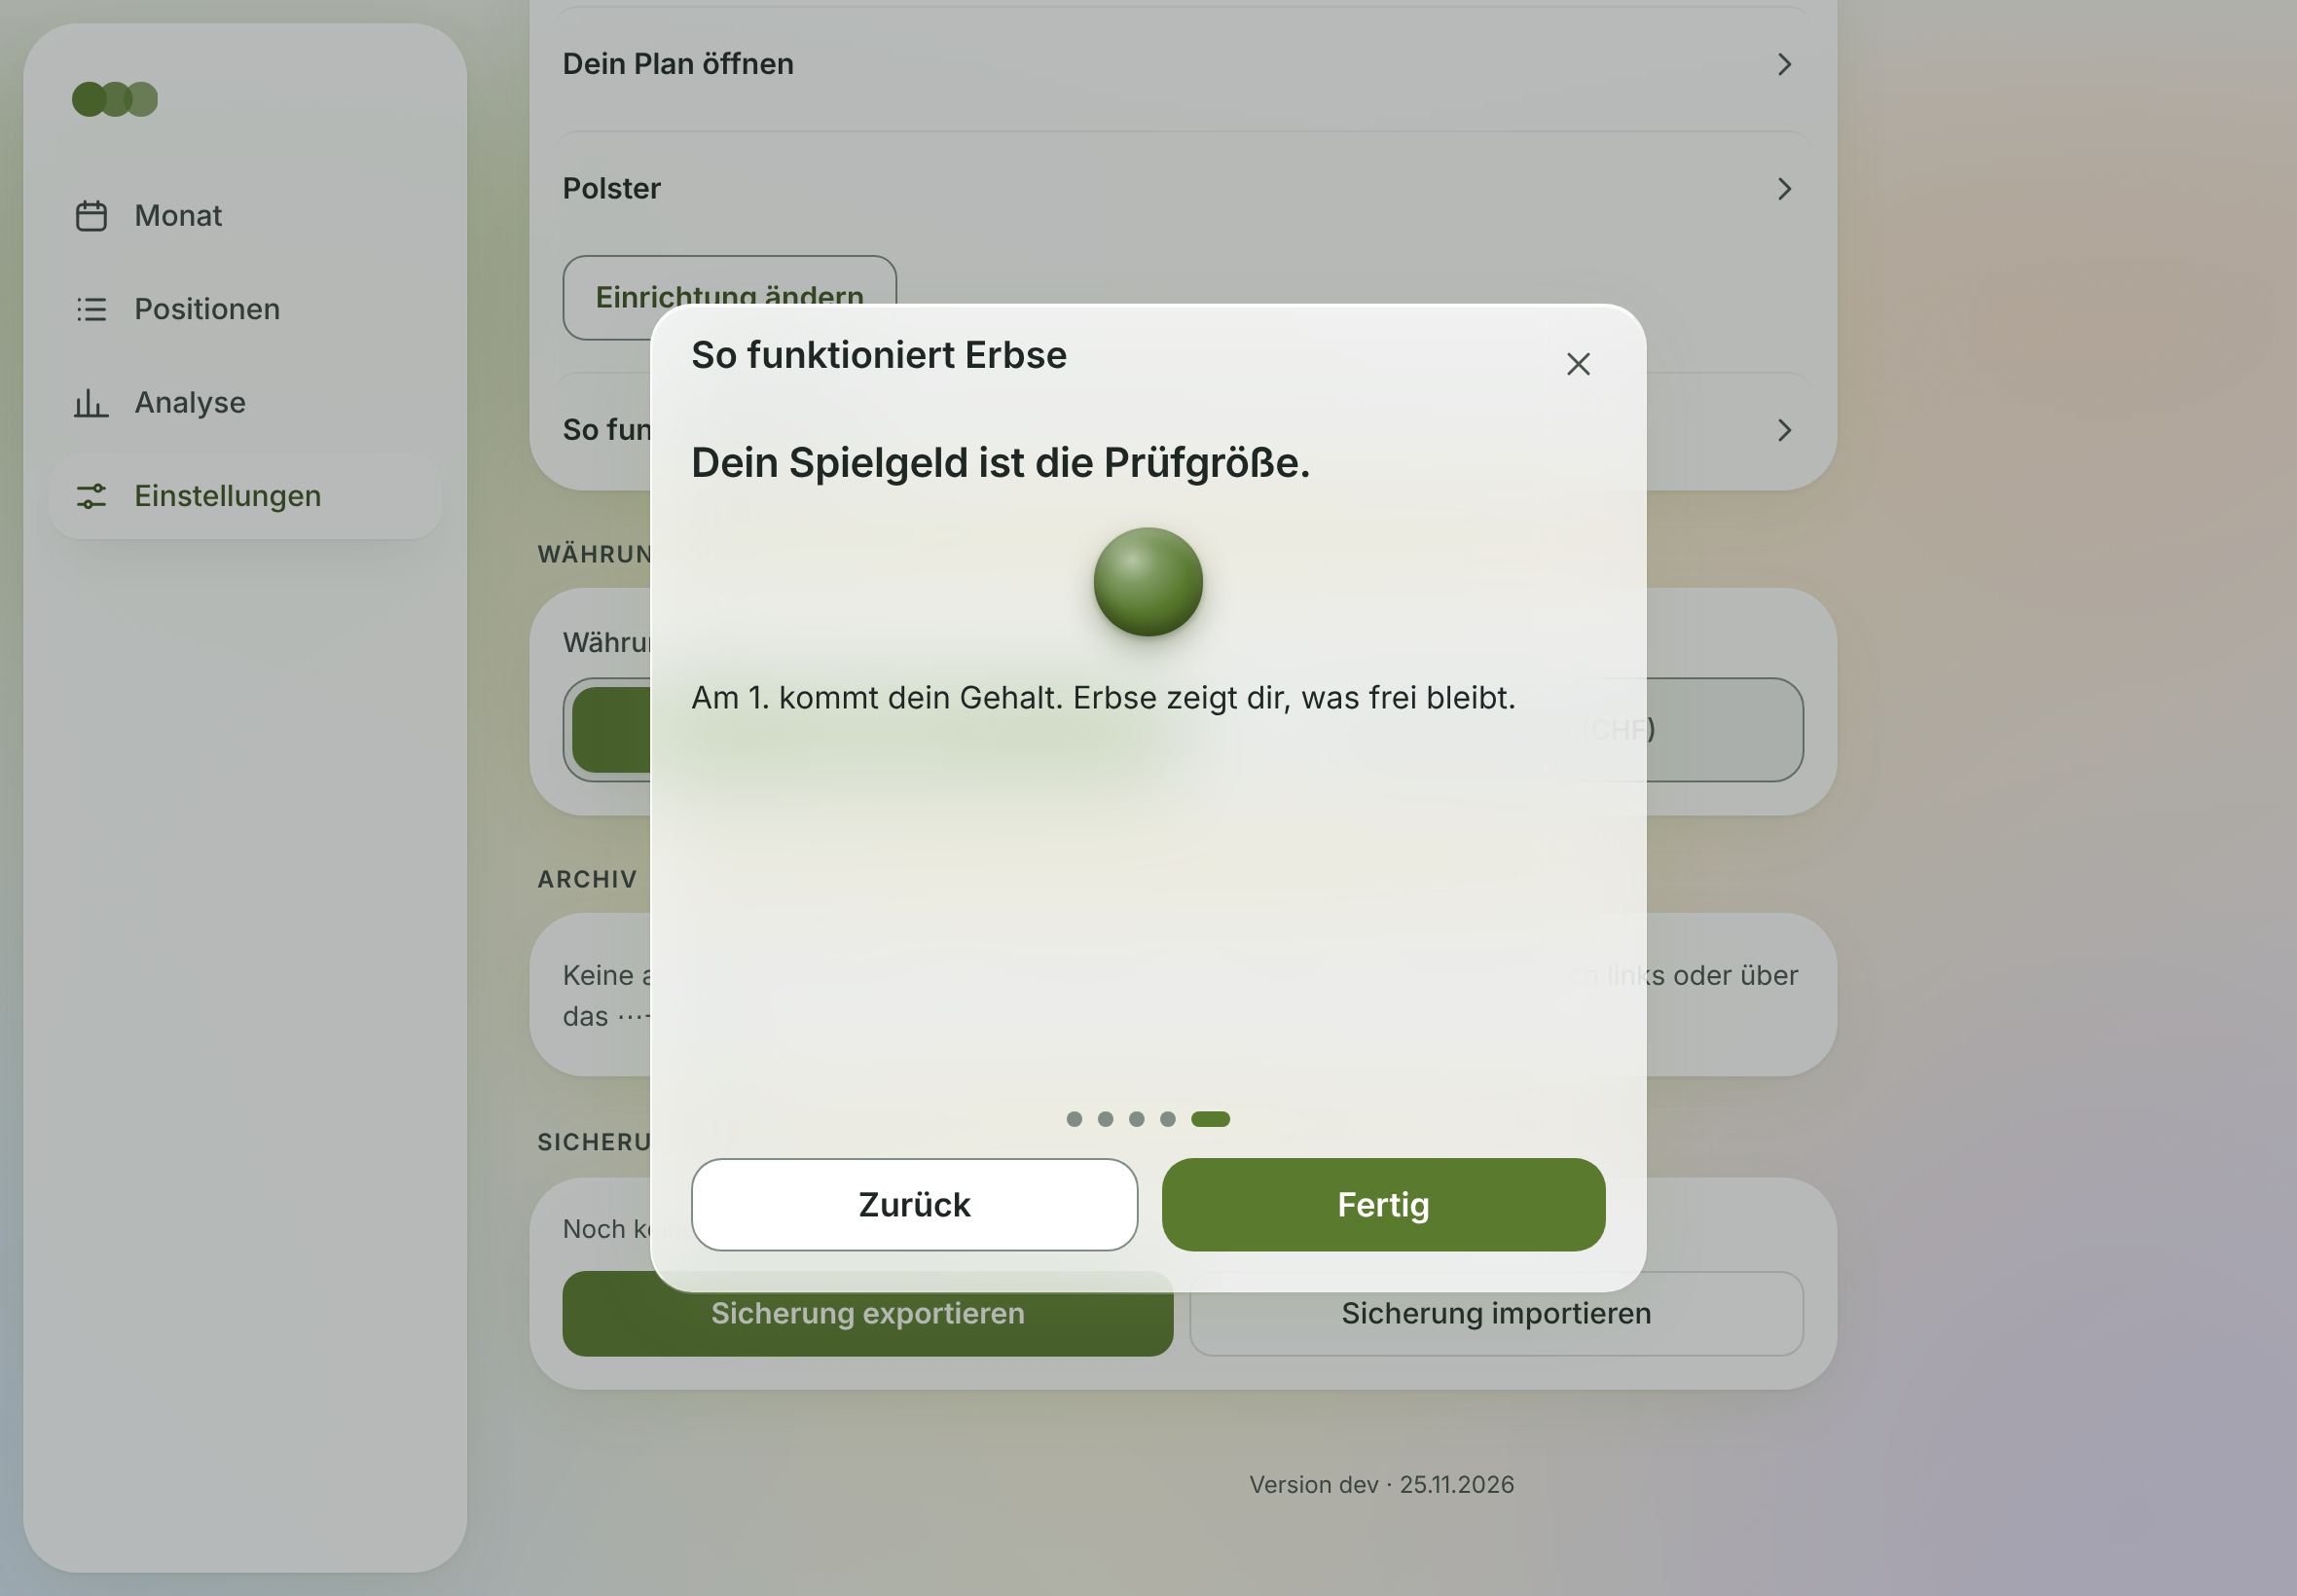 Dein Plan öffnen
Polster
Einrichtung ändern
Monat
Positionen
Analyse
Einstellungen
So funktioniert Erbse
So fun
Dein Spielgeld ist die Prüfgröße.
WÄHRUN
Währu
Am 1. kommt dein Gehalt. Erbse zeigt dir, was frei bleibt.
(CHF)
ARCHIV
Keine
links oder über
das ···
SICHERU
Zurück
Fertig
Noch
Sicherung exportieren
Sicherung importieren
Version dev · 25.11.2026